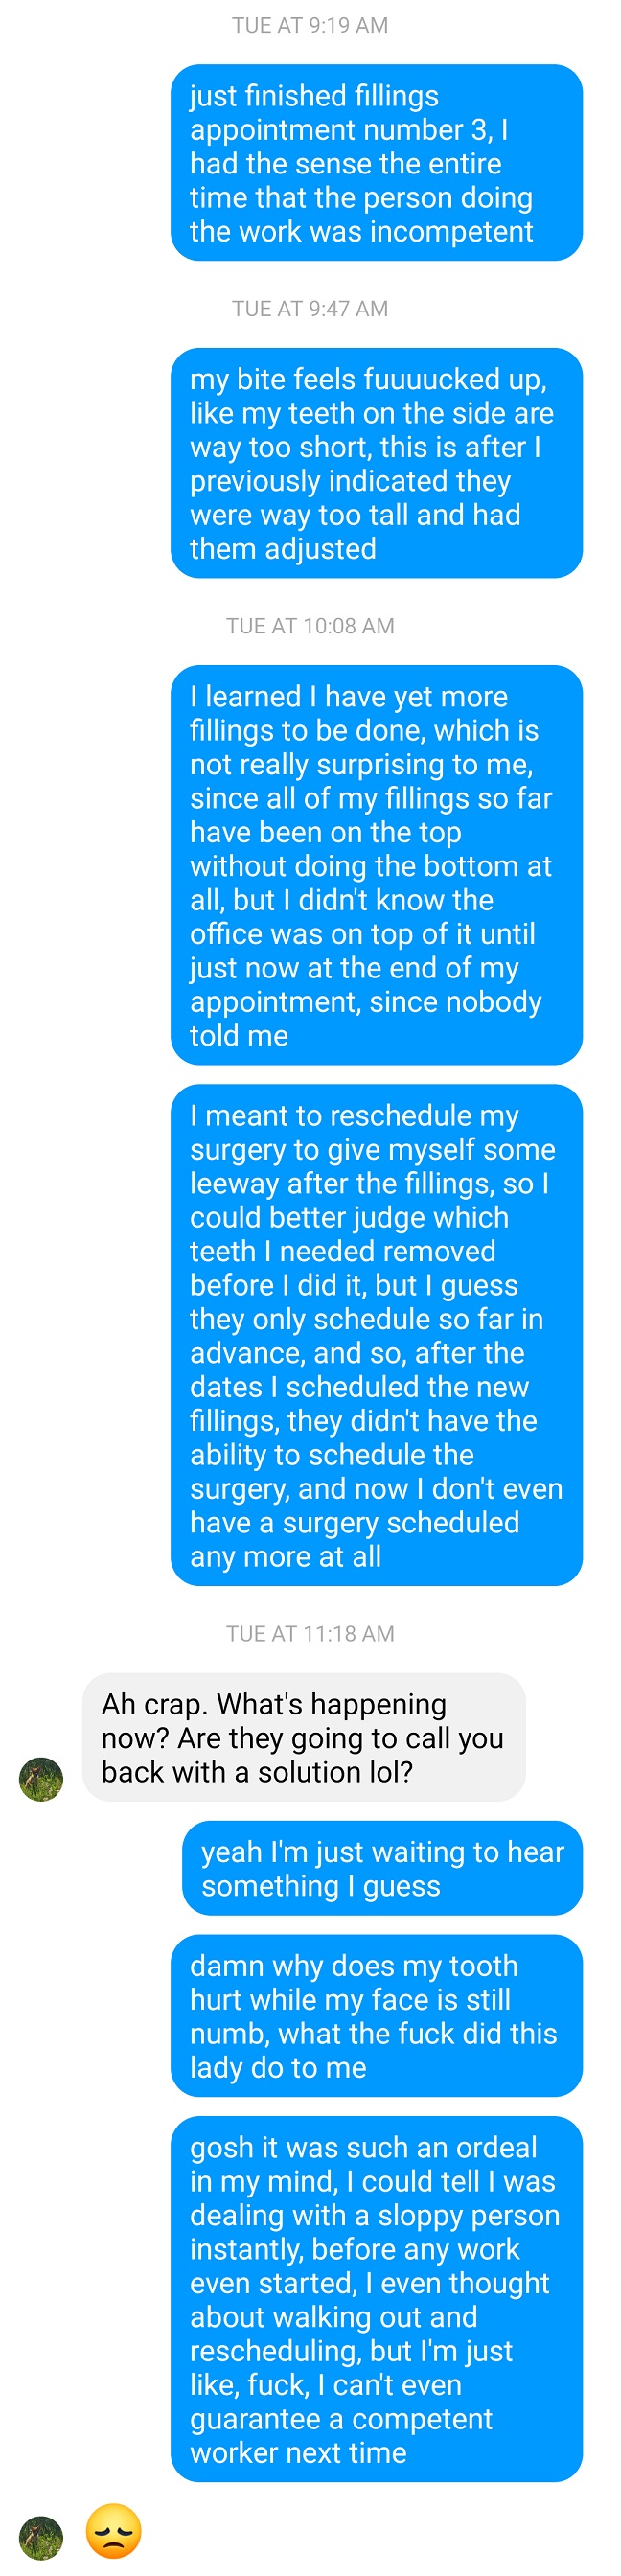 TUE AT 9:19 AM
just finished fillings
appointment number 3, I
had the sense the entire
time that the person doing
the work was incompetent
TUE AT 9:47 AM
my bite feels fuuuucked up,
like my teeth on the side are
way too short, this is after I
previously indicated they
were way too tall and had
them adjusted
TUE AT 10:08 AM
I learned I have yet more
fillings to be done, which is
not really surprising to me,
since all of my fillings so far
have been on the top
without doing the bottom at
all, but I didn't know the
office was on top of it until
just now at the end of my
appointment, since nobody
told me
I meant to reschedule my
surgery to give myself some
leeway after the fillings, so I
could better judge which
teeth I needed removed
before I did it, but I guess
they only schedule so far in
advance, and so, after the
dates I scheduled the new
fillings, they didn't have the
ability to schedule the
surgery, and now I don't even
have a surgery scheduled
any more at all
TUE AT 11:18 AM
Ah crap. What's happening
now? Are they going to call you
back with a solution lol?
yeah I'm just waiting to hear
something I guess
damn why does my tooth
hurt while my face is still
numb, what the fuck did this
lady do to me
gosh it was such an ordeal
in my mind, I could tell I was
dealing with a sloppy person
instantly, before any work
even started, I even thought
about walking out and
rescheduling, but I'm just
like, fuck, I can't even
guarantee a competent
worker next time